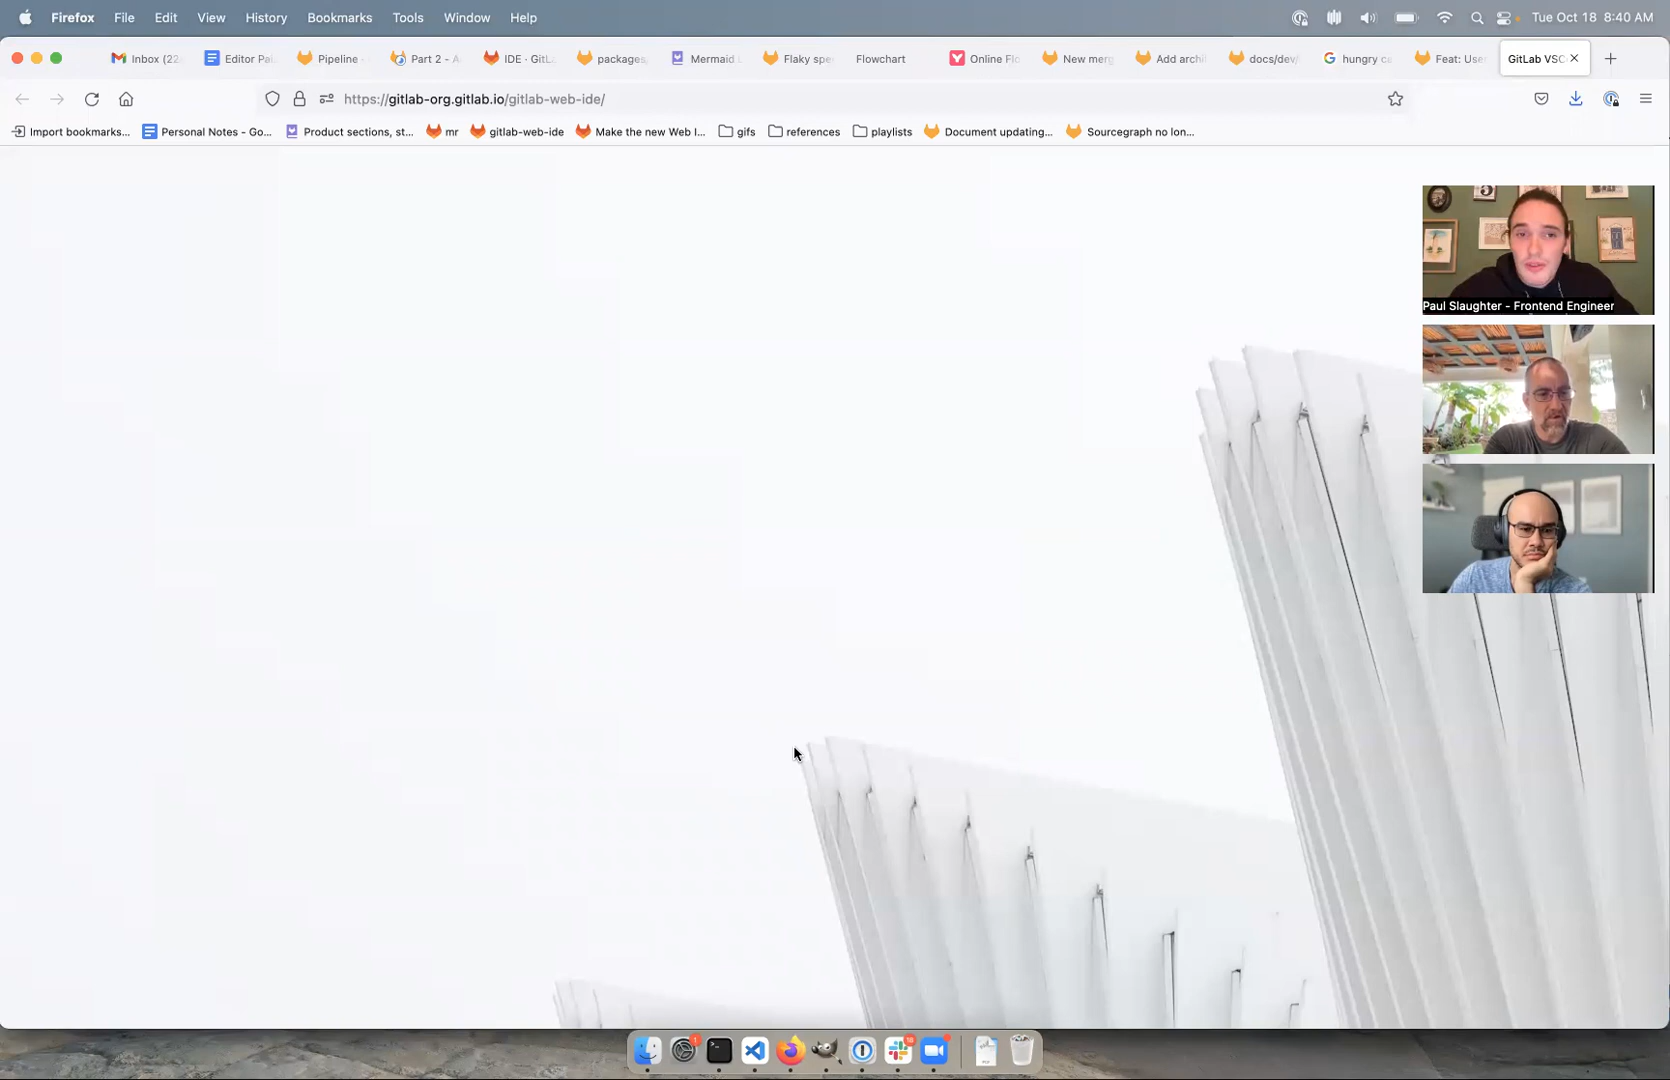 Firefox File Edit View History Bookmarks Tools Window Help Tue Oct 18 8:40 AM
Inbox (22 Editor Pai Pipeline - Part 2 - A IDE · GitL packages, Mermaid Flaky spe Flowchart Online Flo New merg Add archi docs/dev/ hungry ca Feat: Use GitLab VSC
https://gitlab-org.gitlab.io/gitlab-web-ide/
Import bookmarks... Personal Notes - Go... Product sections, st... mr gitlab-web-ide Make the new Web I... gifs references playlists Document updating... Sourcegraph no lon...
Paul Slaughter - Frontend Engineer